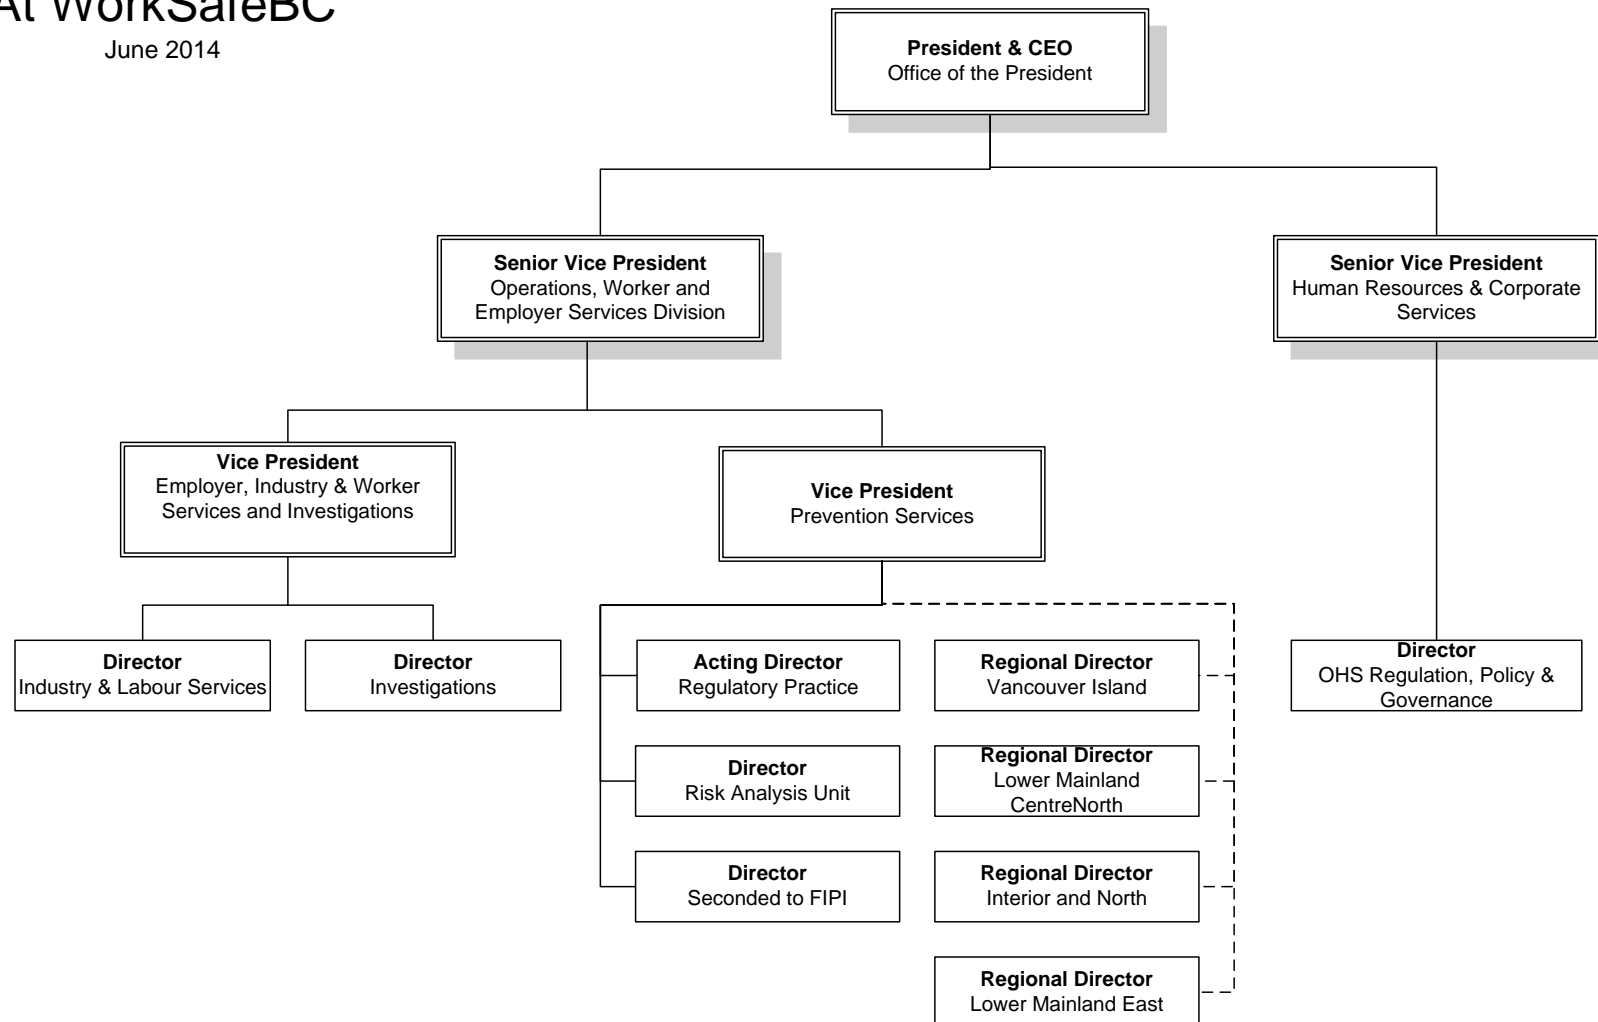 At WorkSafeBC
June 2014
President & CEO
Office of the President
Senior Vice President
Operations, Worker and
Employer Services Division
Senior Vice President
Human Resources & Corporate
Services
Vice President
Employer, Industry & Worker
Services and Investigations
Vice President
Prevention Services
Director
Industry & Labour Services
Director
Investigations
Acting Director
Regulatory Practice
Regional Director
Vancouver Island
Director
OHS Regulation, Policy &
Governance
Director
Risk Analysis Unit
Regional Director
Lower Mainland
CentreNorth
Director
Seconded to FIPI
Regional Director
Interior and North
Regional Director
Lower Mainland East